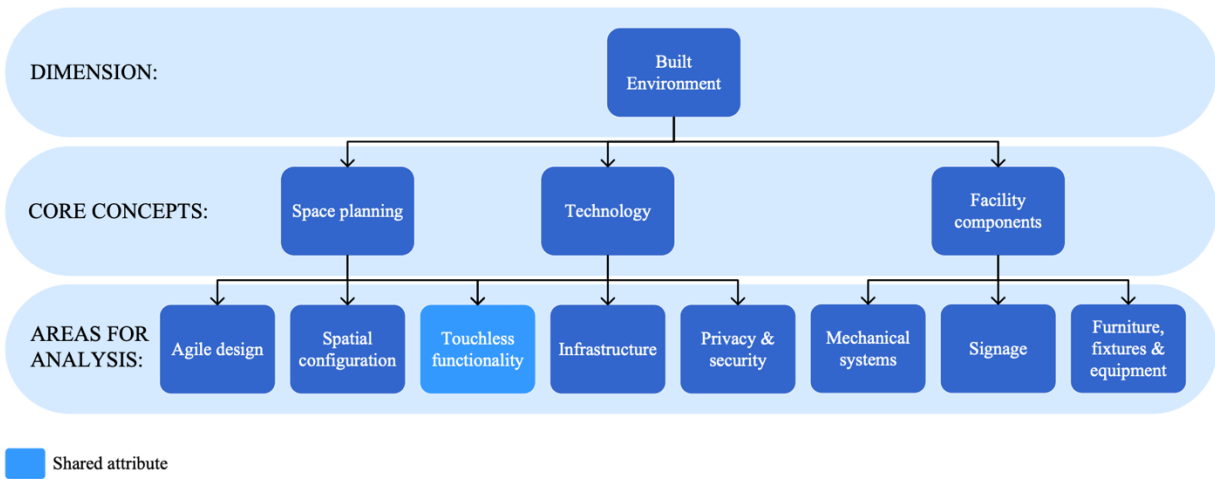 DIMENSION:
Built
Environment
CORE CONCEPTS:
Space planning
Technology
Facility
components
AREAS FOR
ANALYSIS:
Agile design
Spatial
configuration
Touchless
functionality
Infrastructure
Privacy &
security
Mechanical
systems
Signage
Furniture,
fixtures &
equipment
Shared attribute